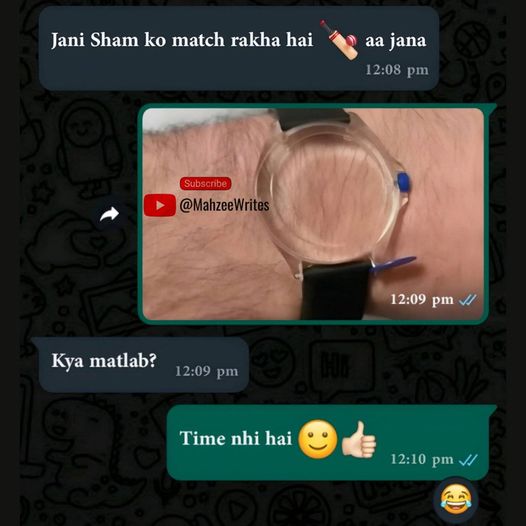 Jani Sham ko match rakha hai 🏏 aa jana
12:08 pm
Subscribe
@MahzeeWrites
12:09 pm
Kya matlab? 12:09 pm
Time nhi hai 🙂👍🏻
12:10 pm
😂